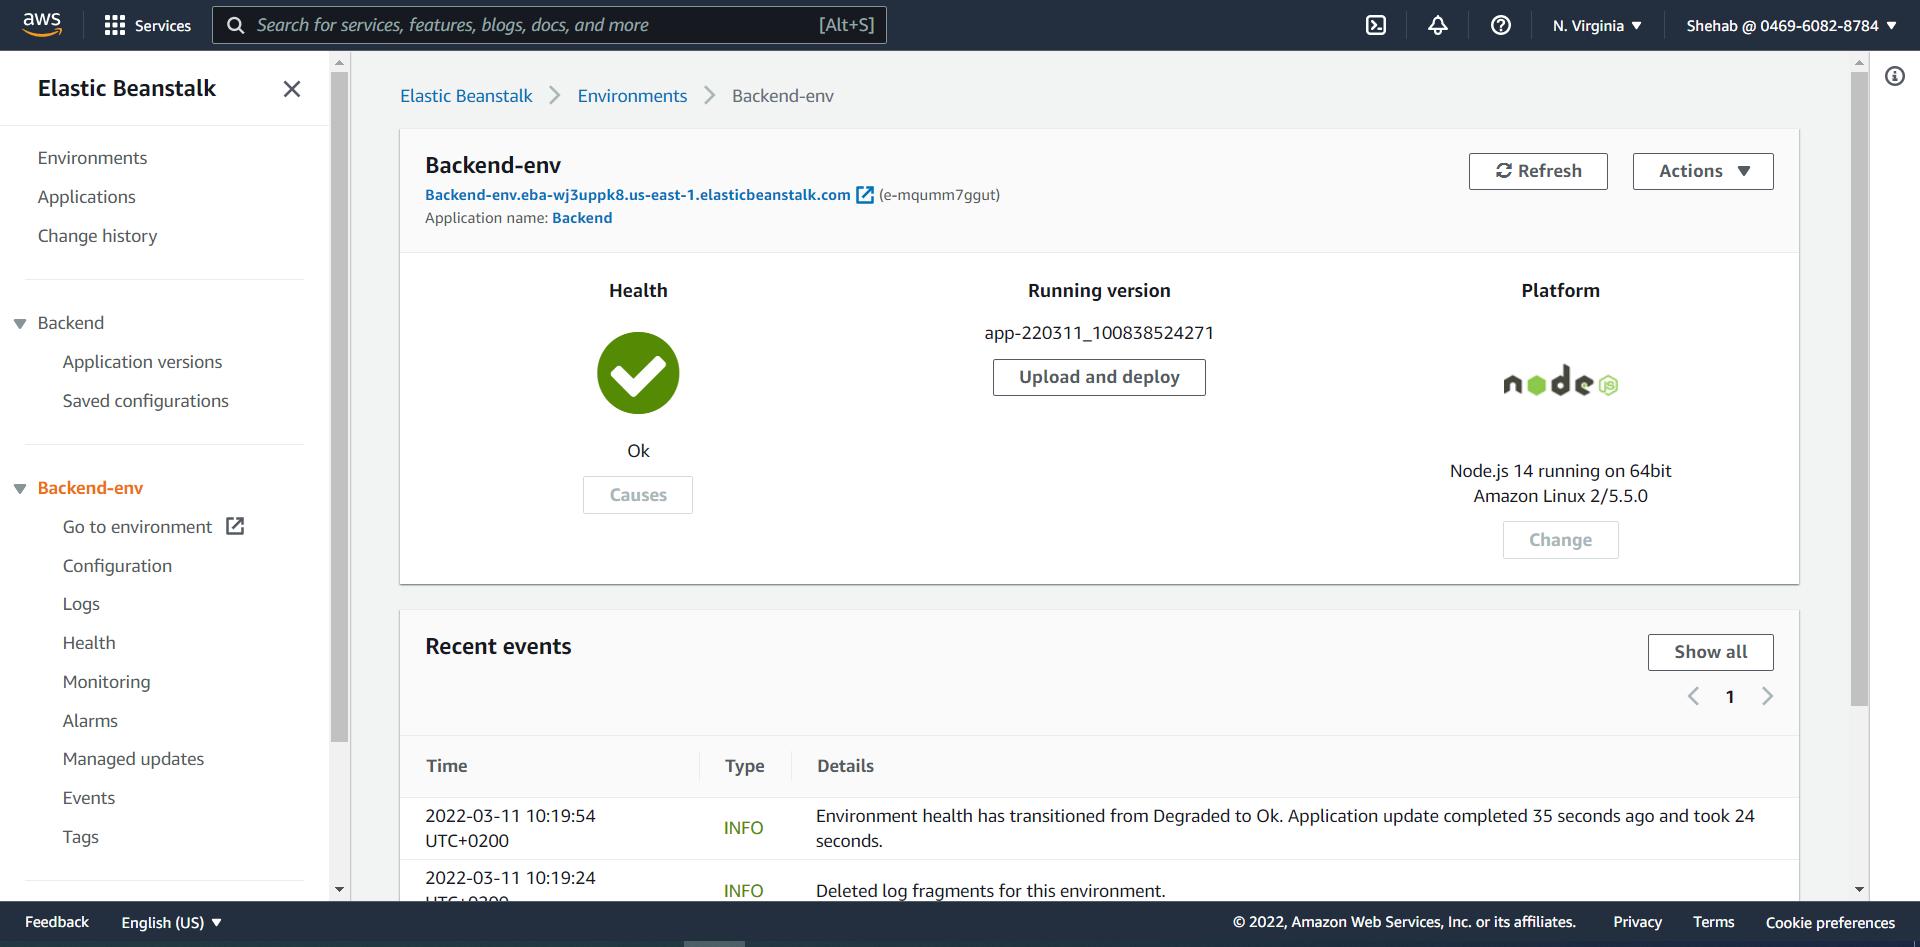 aws
Services
Search for services, features, blogs, docs, and more [Alt+S]
N. Virginia ▼
Shehab @ 0469-6082-8784 ▼
Elastic Beanstalk
Environments
Applications
Change history
Backend
Application versions
Saved configurations
Backend-env
Go to environment
Configuration
Logs
Health
Monitoring
Alarms
Managed updates
Events
Tags
Elastic Beanstalk > Environments > Backend-env
Backend-env
Backend-env.eba-wj3uppk8.us-east-1.elasticbeanstalk.com (e-mqumm7ggut)
Application name: Backend
Refresh
Actions ▼
Health
Ok
Causes
Running version
app-220311_100838524271
Upload and deploy
Platform
node JS
Node.js 14 running on 64bit
Amazon Linux 2/5.5.0
Change
Recent events
Show all
< 1 >
Time Type Details
2022-03-11 10:19:54
UTC+0200
INFO
Environment health has transitioned from Degraded to Ok. Application update completed 35 seconds ago and took 24
seconds.
2022-03-11 10:19:24
UTC+0200
INFO
Deleted log fragments for this environment.
Feedback
English (US) ▼
© 2022, Amazon Web Services, Inc. or its affiliates.
Privacy
Terms
Cookie preferences